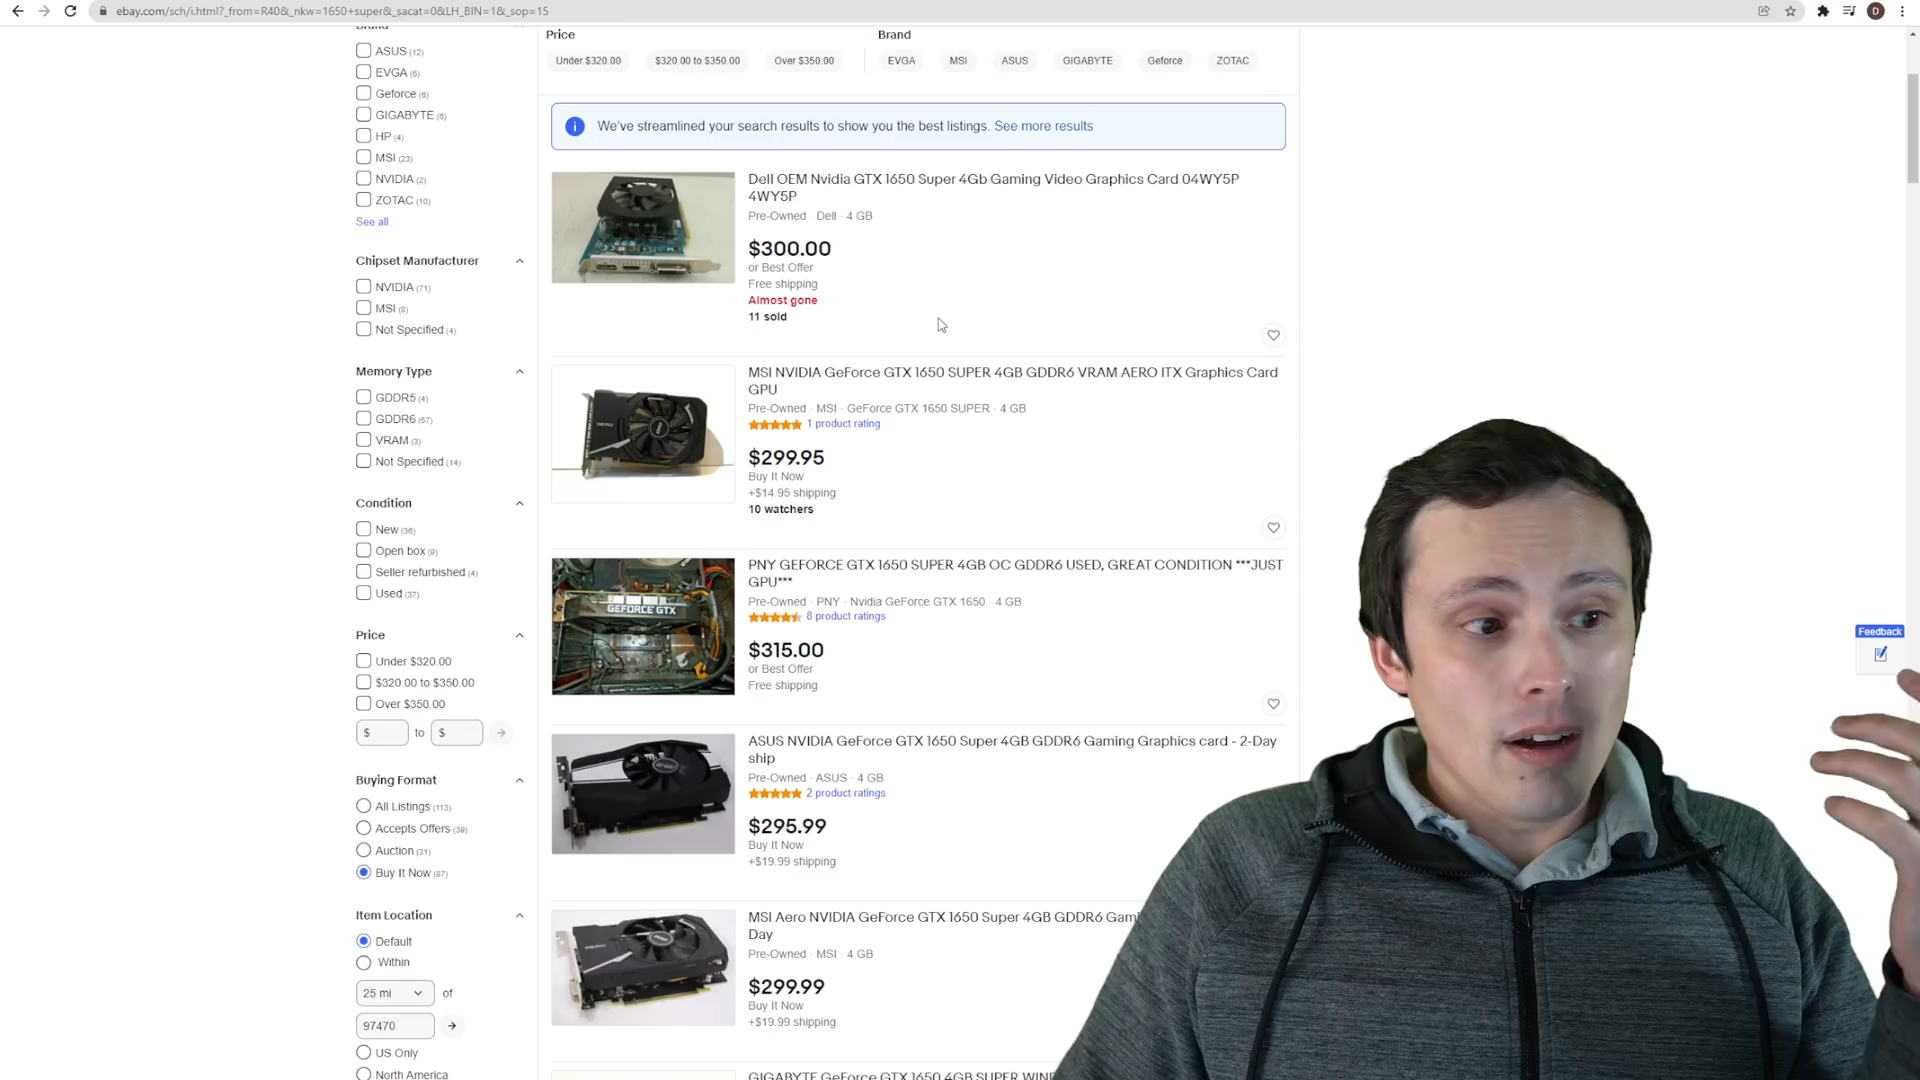 ebay.com/sch/i.html?_from=R40&_nkw=1650+super&_sacat=0&LH_BIN=1&_sop=15
D
Brand
ASUS (12)
EVGA (6)
Geforce (6)
GIGABYTE (6)
HP (4)
MSI (23)
NVIDIA (2)
ZOTAC (10)
See all
Chipset Manufacturer
NVIDIA (71)
MSI (8)
Not Specified (4)
Memory Type
GDDR5 (4)
GDDR6 (67)
VRAM (3)
Not Specified (14)
Condition
New (36)
Open box (9)
Seller refurbished (4)
Used (37)
Price
Under $320.00
$320.00 to $350.00
Over $350.00
$ to $
Buying Format
All Listings (113)
Accepts Offers (39)
Auction (31)
Buy It Now (87)
Item Location
Default
Within
25 mi of
97470
US Only
North America
Price Brand
Under $320.00 $320.00 to $350.00 Over $350.00 EVGA MSI ASUS GIGABYTE Geforce ZOTAC
We've streamlined your search results to show you the best listings. See more results
Dell OEM Nvidia GTX 1650 Super 4Gb Gaming Video Graphics Card 04WY5P
4WY5P
Pre-Owned · Dell · 4 GB
$300.00
or Best Offer
Free shipping
Almost gone
11 sold
MSI NVIDIA GeForce GTX 1650 SUPER 4GB GDDR6 VRAM AERO ITX Graphics Card
GPU
Pre-Owned · MSI · GeForce GTX 1650 SUPER · 4 GB
1 product rating
$299.95
Buy It Now
+$14.95 shipping
10 watchers
GEFORCE GTX
PNY GEFORCE GTX 1650 SUPER 4GB OC GDDR6 USED, GREAT CONDITION ***JUST
GPU***
Pre-Owned · PNY · Nvidia GeForce GTX 1650 · 4 GB
8 product ratings
$315.00
or Best Offer
Free shipping
ASUS NVIDIA GeForce GTX 1650 Super 4GB GDDR6 Gaming Graphics card - 2-Day
ship
Pre-Owned · ASUS · 4 GB
2 product ratings
$295.99
Buy It Now
+$19.99 shipping
MSI Aero NVIDIA GeForce GTX 1650 Super 4GB GDDR6 Gami
Day
Pre-Owned · MSI · 4 GB
$299.99
Buy It Now
+$19.99 shipping
GIGABYTE GeForce GTX 1650 4GB SUPER WIN
Feedback